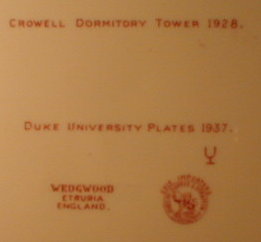 CROWELL DORMITORY TOWER 1928.
DUKE UNIVERSITY PLATES 1937.
WEDGWOOD
ETRURIA
ENGLAND.